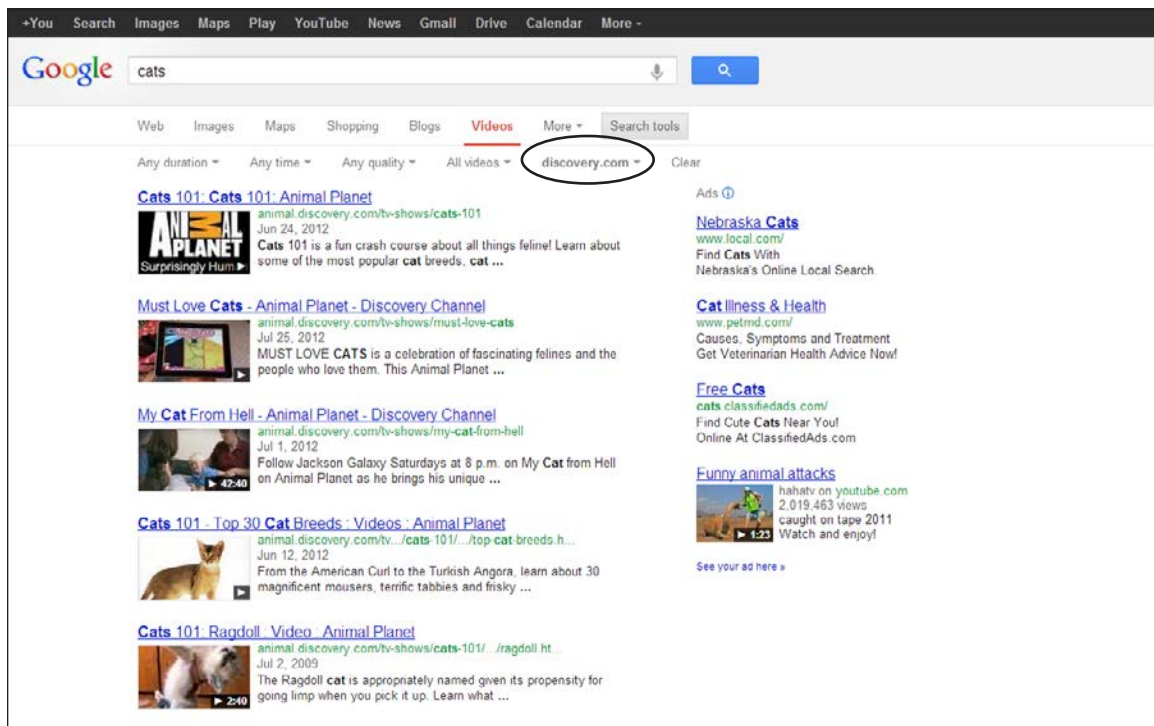 +You Search Images Maps Play YouTube News Gmail Drive Calendar More -
Google cats
Web Images Maps Shopping Blogs Videos More Search tools
Any duration Any time Any quality All videos discovery.com Clear
Cats 101: Cats 101: Animal Planet
ANIMAL
PLANET
Surprisingly Hum
animal.discovery.com/tv-shows/cats-101
Jun 24, 2012
Cats 101 is a fun crash course about all things feline! Learn about
some of the most popular cat breeds, cat ...
Must Love Cats - Animal Planet - Discovery Channel
animal.discovery.com/tv-shows/must-love-cats
Jul 25, 2012
MUST LOVE CATS is a celebration of fascinating felines and the
people who love them. This Animal Planet ...
My Cat From Hell - Animal Planet - Discovery Channel
42:40
animal.discovery.com/tv-shows/my-cat-from-hell
Jul 1, 2012
Follow Jackson Galaxy Saturdays at 8 p.m. on My Cat from Hell
on Animal Planet as he brings his unique ...
Cats 101 - Top 30 Cat Breeds : Videos : Animal Planet
animal.discovery.com/tv.../cats-101/.../top-cat-breeds.h...
Jun 12, 2012
From the American Curl to the Turkish Angora, learn about 30
magnificent mousers, terrific tabbies and frisky ...
Cats 101: Ragdoll : Video : Animal Planet
2:40
animal.discovery.com/tv-shows/cats-101/.../ragdoll.ht...
Jul 2, 2009
The Ragdoll cat is appropriately named given its propensity for
going limp when you pick it up. Learn what ...
Ads
Nebraska Cats
www.local.com/
Find Cats With
Nebraska's Online Local Search.
Cat Illness & Health
www.petmd.com/
Causes, Symptoms and Treatment
Get Veterinarian Health Advice Now!
Free Cats
cats.classifiedads.com/
Find Cute Cats Near You!
Online At ClassifiedAds.com
Funny animal attacks
1:23
hahatv on youtube.com
2,019,463 views
caught on tape 2011
Watch and enjoy!
See your ad here »